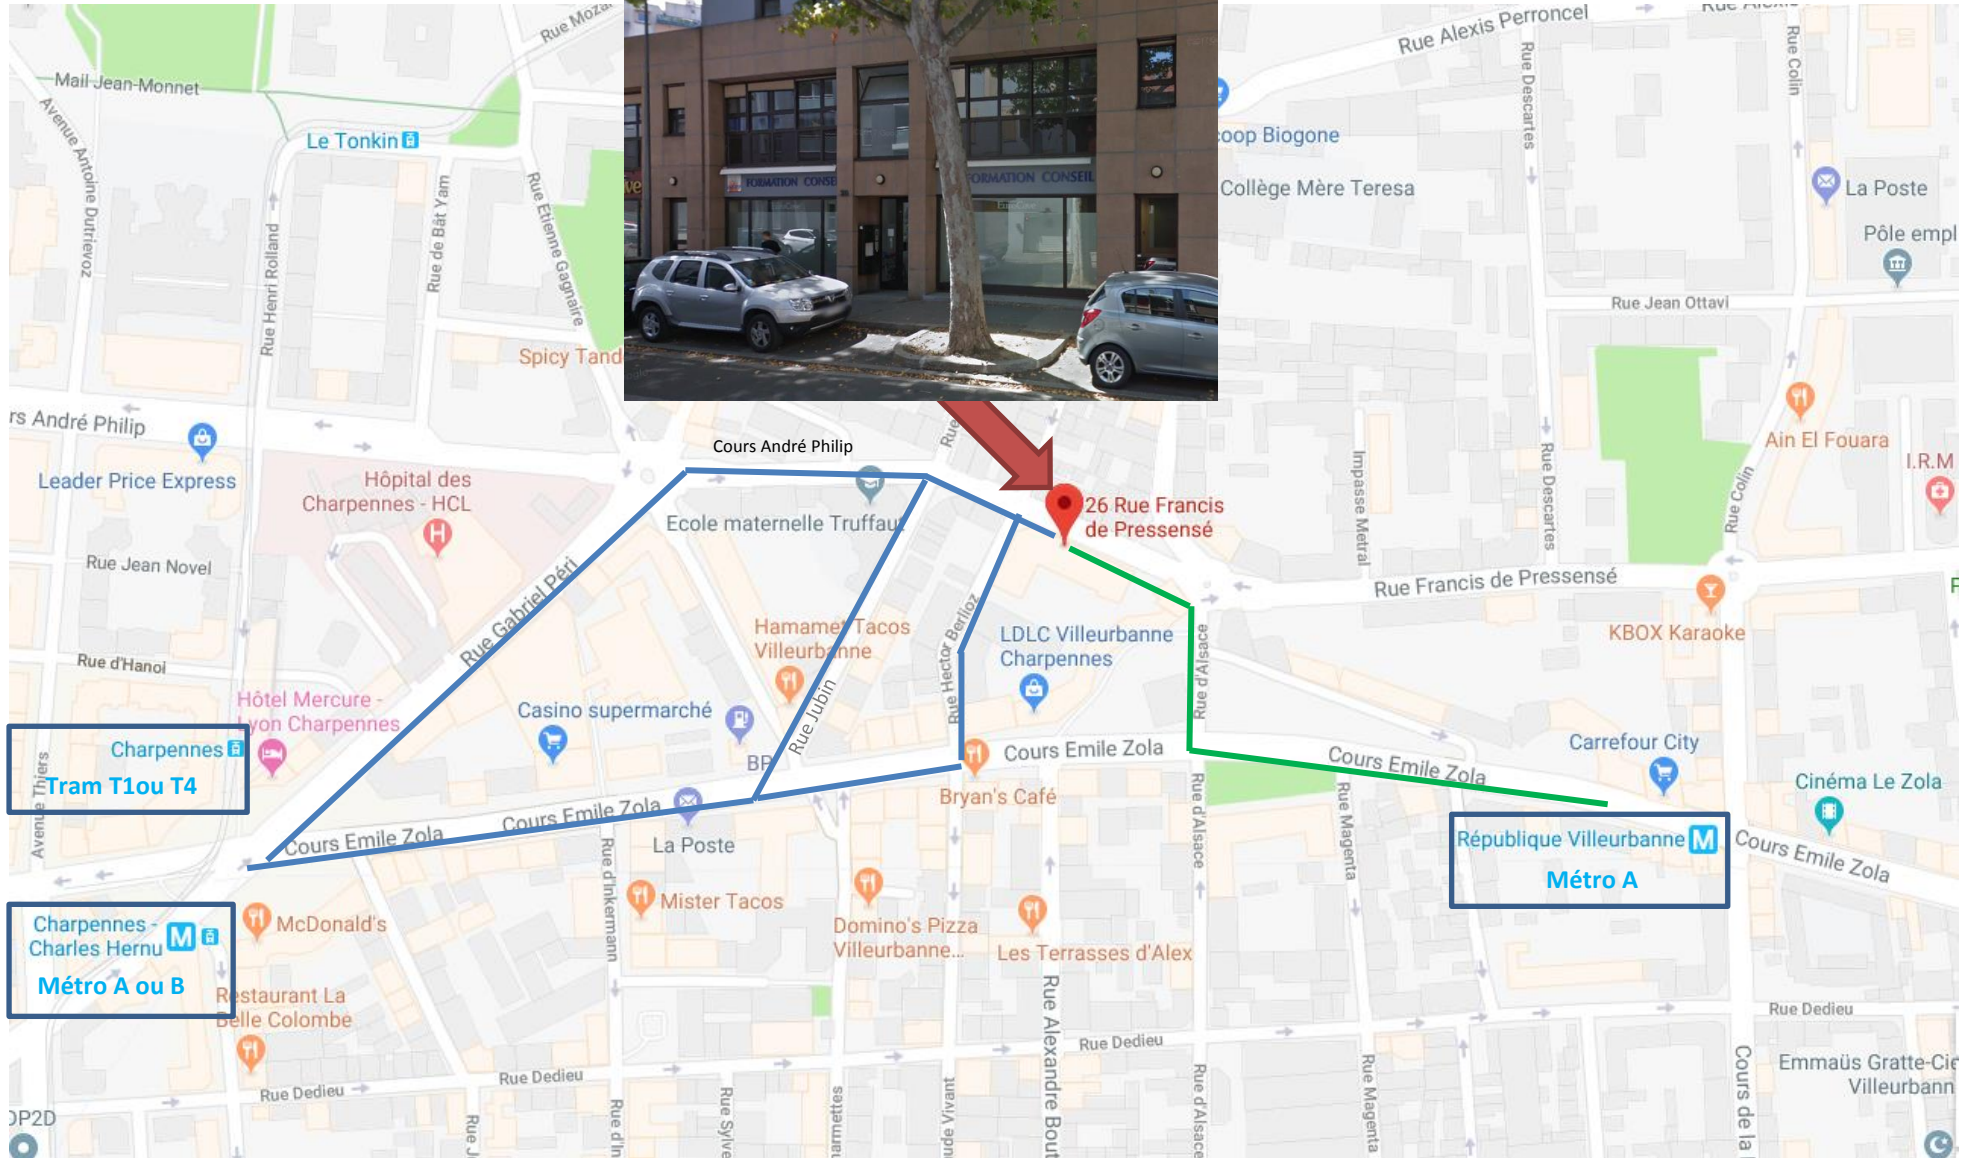 Rue Mozar
Rue Alexis Perroncel
Mail Jean-Monnet
Avenue Antoine Dutrievoz
Le Tonkin
Rue Henri Rolland
Rue de Bât Yam
Rue Etienne Gagnaire
Spicy Tand
FORMATION CONSEI
FORMATION CONSEIL
coop Biogone
Collège Mère Teresa
Rue Descartes
Rue Colin
La Poste
Pôle empl
Rue Jean Ottavi
Ain El Fouara
I.R.M
rs André Philip
Leader Price Express
Hôpital des
Charpennes - HCL
Cours André Philip
Rue
Ecole maternelle Truffaut
26 Rue Francis
de Pressensé
Impasse Metral
Rue Descartes
Rue Colin
Rue Jean Novel
Rue Gabriel Péri
Rue Francis de Pressensé
KBOX Karaoke
Rue d'Hanoi
Hamamet Tacos
Villeurbanne
Rue Jubin
Rue Hector Berlioz
LDLC Villeurbanne
Charpennes
Rue d'Alsace
Hôtel Mercure -
Lyon Charpennes
Casino supermarché
BP
Charpennes
Tram T1ou T4
Avenue Thiers
Cours Emile Zola
Cours Emile Zola
Cours Emile Zola
Cours Emile Zola
Carrefour City
Cinéma Le Zola
Bryan's Café
La Poste
République Villeurbanne M
Métro A
Cours Emile Zola
Rue d'Inkermann
Rue d'Alsace
Rue Magenta
Charpennes -
Charles Hernu M
Métro A ou B
McDonald's
Mister Tacos
Domino's Pizza
Villeurbanne...
Les Terrasses d'Alex
Restaurant La
Belle Colombe
Rue Dedieu
Rue Dedieu
Rue Dedieu
Rue Dedieu
Rue Alexandre Bout
Rue d'Alsace
Rue Magenta
Cours de la
Emmaüs Gratte-Cie
Villeurbann
DP2D
Rue J
Rue d'In
Rue Sylve